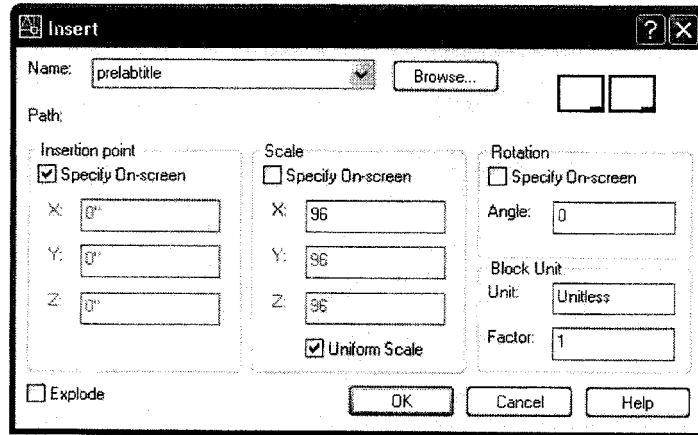 Insert
Name: prelabtitle Browse...
Path:
Insertion point
Specify On-screen
X: 0"
Y: 0"
Z: 0"
Scale
Specify On-screen
X: 96
Y: 96
Z: 96
Uniform Scale
Rotation
Specify On-screen
Angle: 0
Block Unit
Unit: Unitless
Factor: 1
Explode
OK Cancel Help